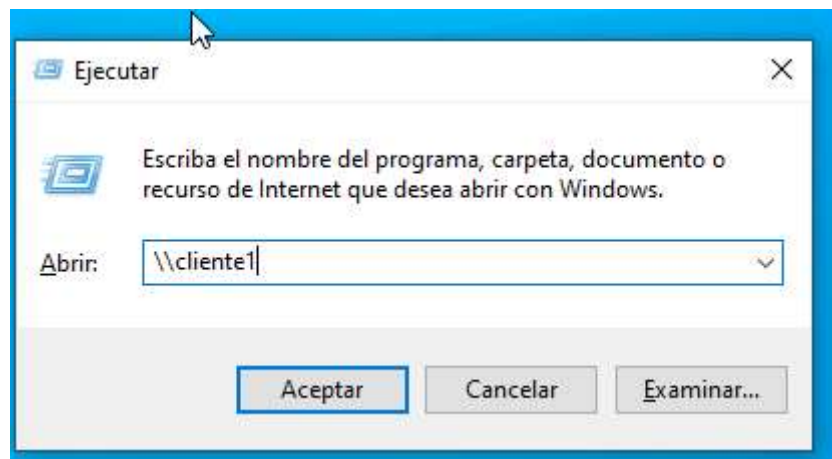 Ejecutar
Escriba el nombre del programa, carpeta, documento o
recurso de Internet que desea abrir con Windows.
Abrir: \\cliente1
Aceptar Cancelar Examinar...